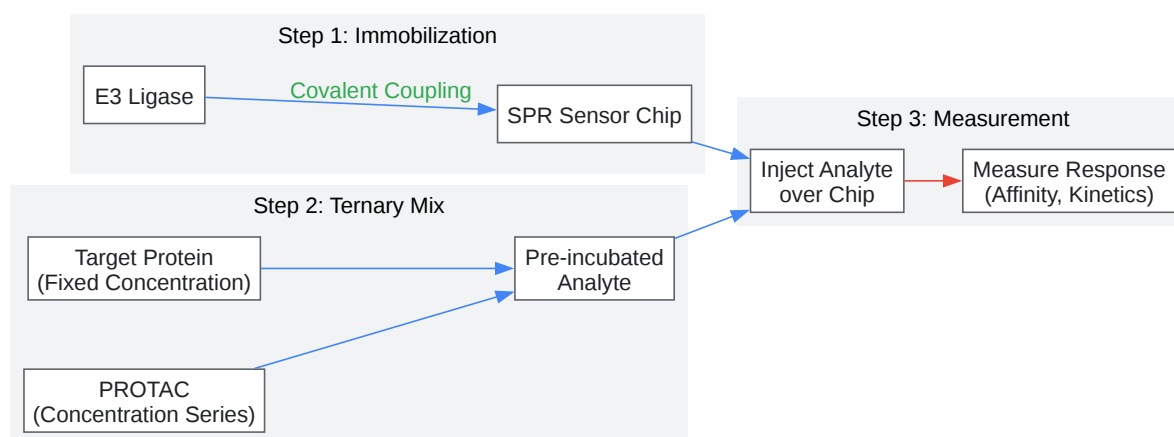 Step 1: Immobilization
E3 Ligase
Covalent Coupling
SPR Sensor Chip
Step 2: Ternary Mix
Target Protein
(Fixed Concentration)
PROTAC
(Concentration Series)
Pre-incubated
Analyte
Step 3: Measurement
Inject Analyte
over Chip
Measure Response
(Affinity, Kinetics)